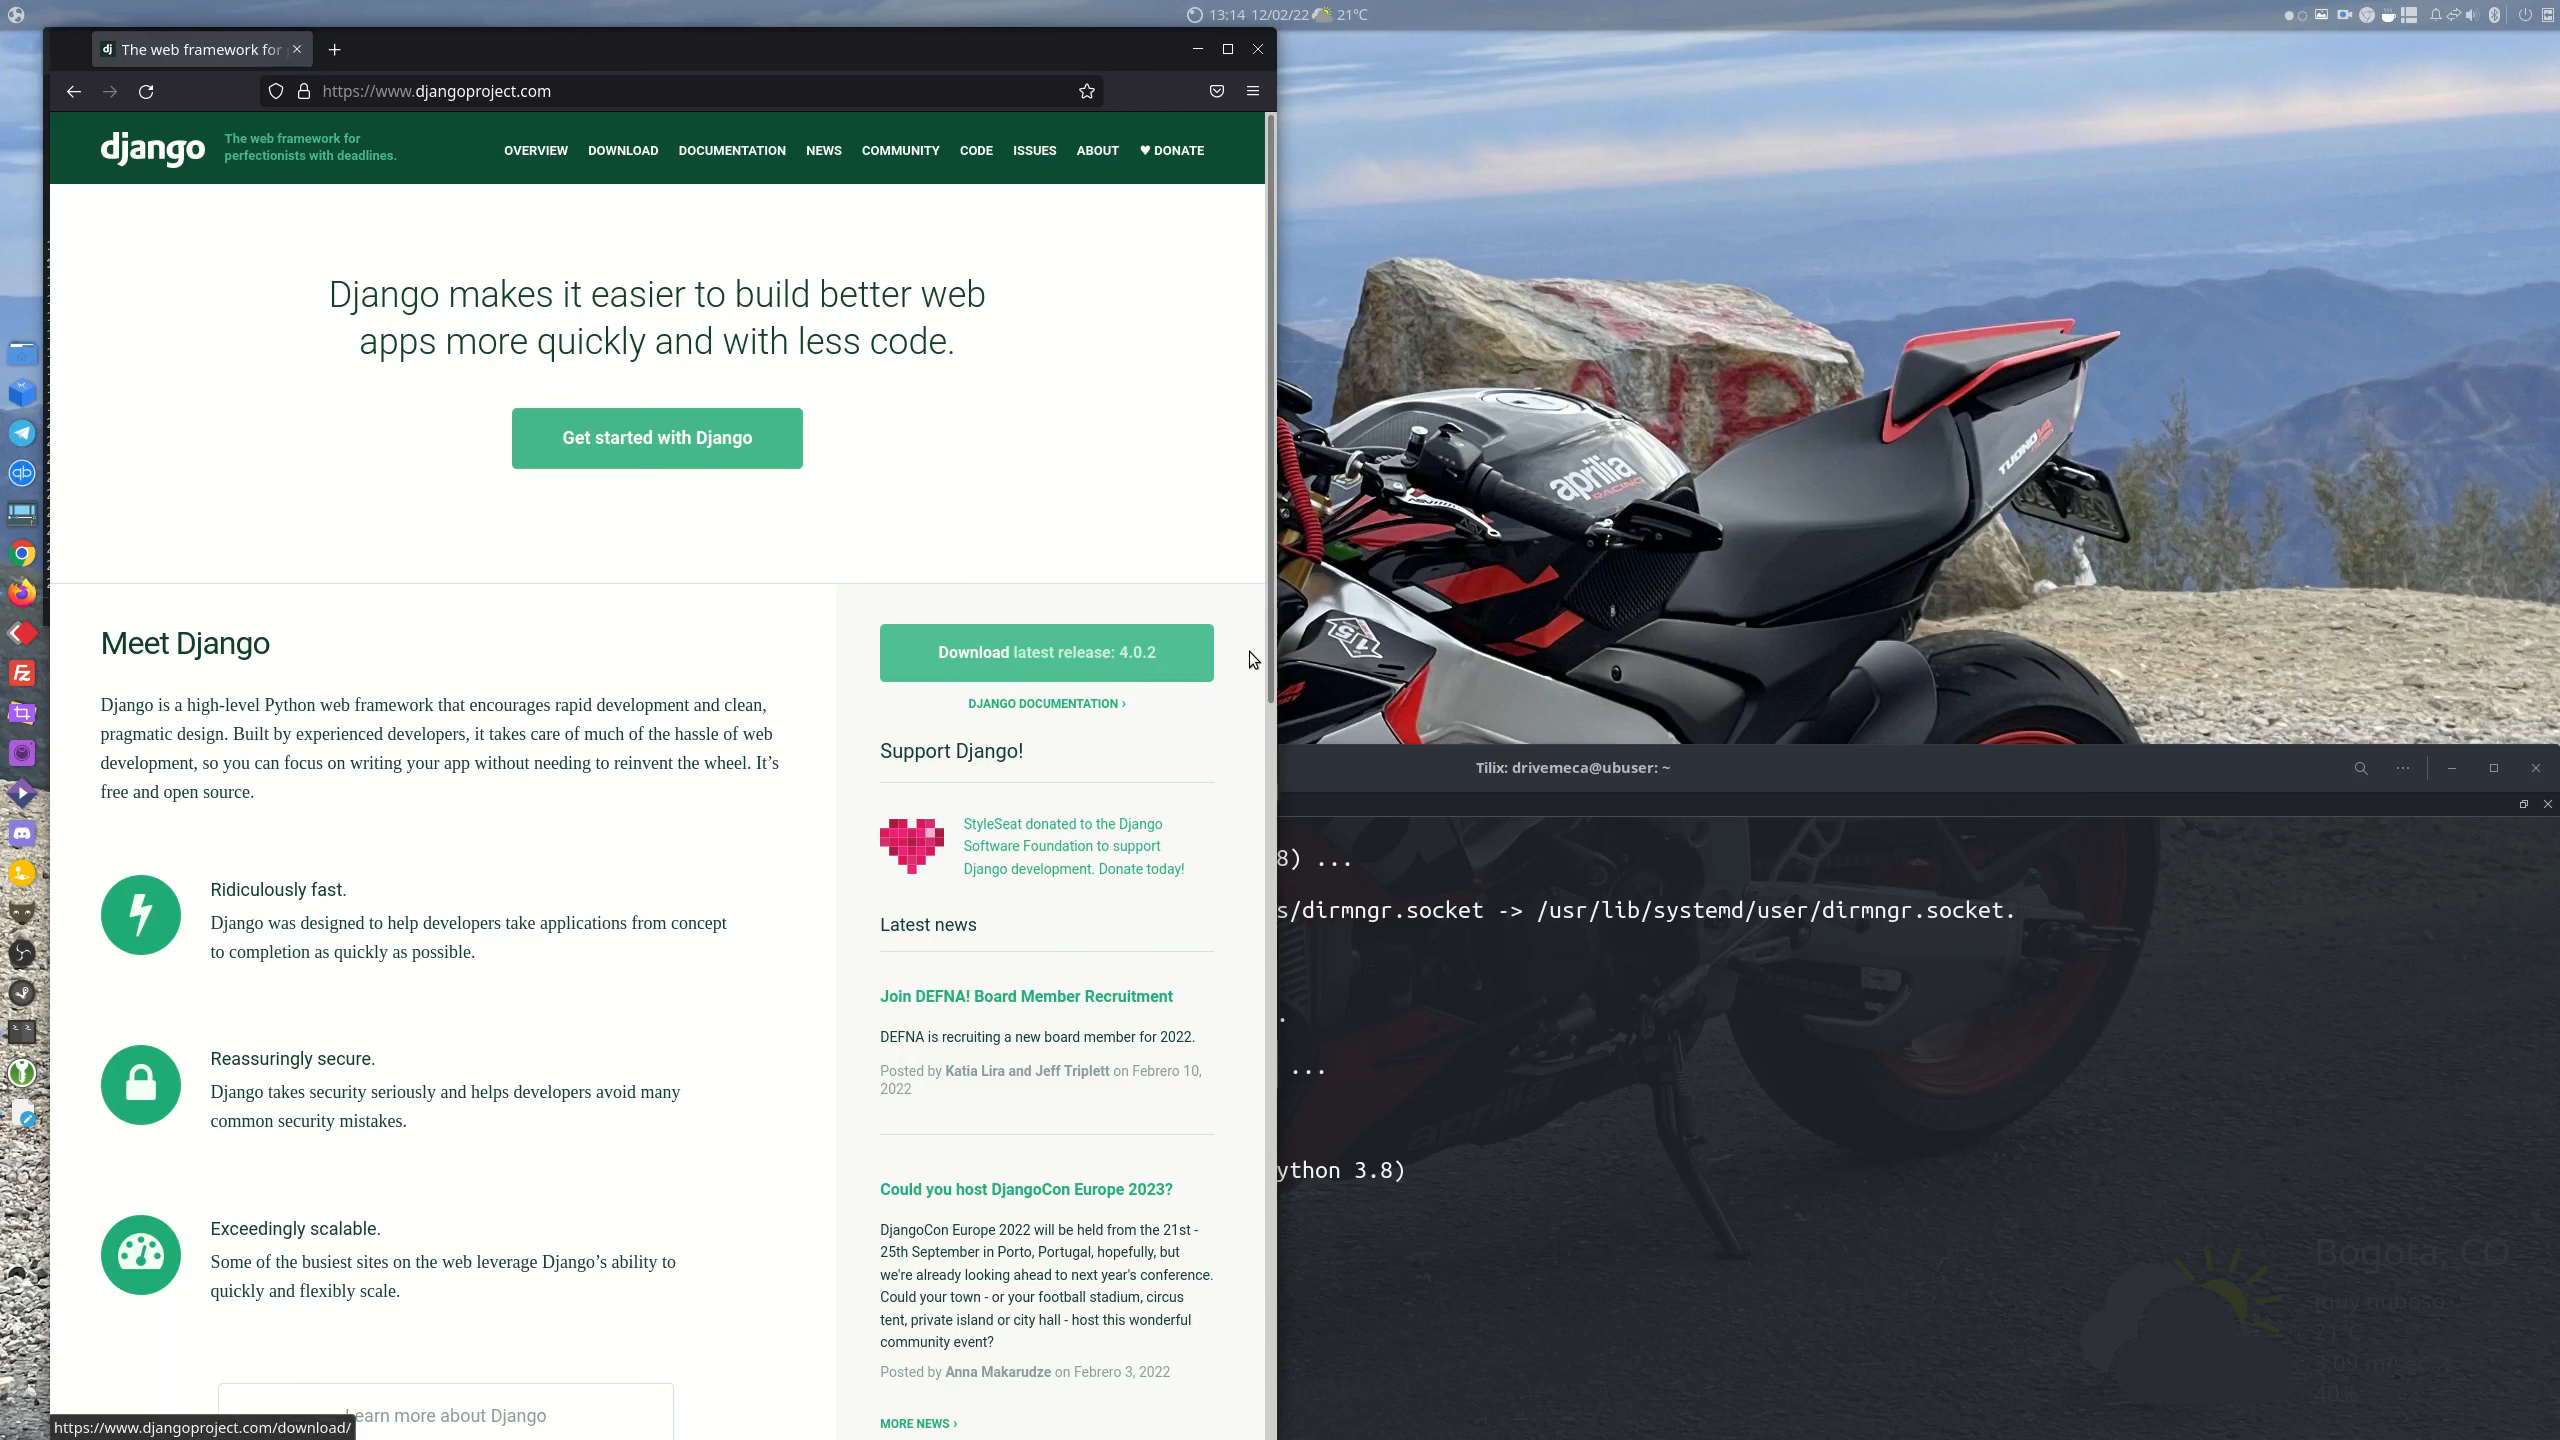 13:14 12/02/22 21°C
The web framework for
https://www.djangoproject.com
django
The web framework for
perfectionists with deadlines.
OVERVIEW DOWNLOAD DOCUMENTATION NEWS COMMUNITY CODE ISSUES ABOUT ♥ DONATE
Django makes it easier to build better web
apps more quickly and with less code.
Get started with Django
Meet Django
Django is a high-level Python web framework that encourages rapid development and clean,
pragmatic design. Built by experienced developers, it takes care of much of the hassle of web
development, so you can focus on writing your app without needing to reinvent the wheel. It’s
free and open source.
Ridiculously fast.
Django was designed to help developers take applications from concept
to completion as quickly as possible.
Reassuringly secure.
Django takes security seriously and helps developers avoid many
common security mistakes.
Exceedingly scalable.
Some of the busiest sites on the web leverage Django’s ability to
quickly and flexibly scale.
Learn more about Django
https://www.djangoproject.com/download/
Download latest release: 4.0.2
DJANGO DOCUMENTATION ›
Support Django!
StyleSeat donated to the Django
Software Foundation to support
Django development. Donate today!
Latest news
Join DEFNA! Board Member Recruitment
DEFNA is recruiting a new board member for 2022.
Posted by Katia Lira and Jeff Triplett on Febrero 10,
2022
Could you host DjangoCon Europe 2023?
DjangoCon Europe 2022 will be held from the 21st -
25th September in Porto, Portugal, hopefully, but
we're already looking ahead to next year's conference.
Could your town - or your football stadium, circus
tent, private island or city hall - host this wonderful
community event?
Posted by Anna Makarudze on Febrero 3, 2022
MORE NEWS ›
aprilia
RACING
TUONO V4
Tilix: drivemeca@ubuser: ~
8) ...
s/dirmngr.socket -> /usr/lib/systemd/user/dirmngr.socket.
.
...
ython 3.8)
Bogota, CO
muy nuboso
21°C